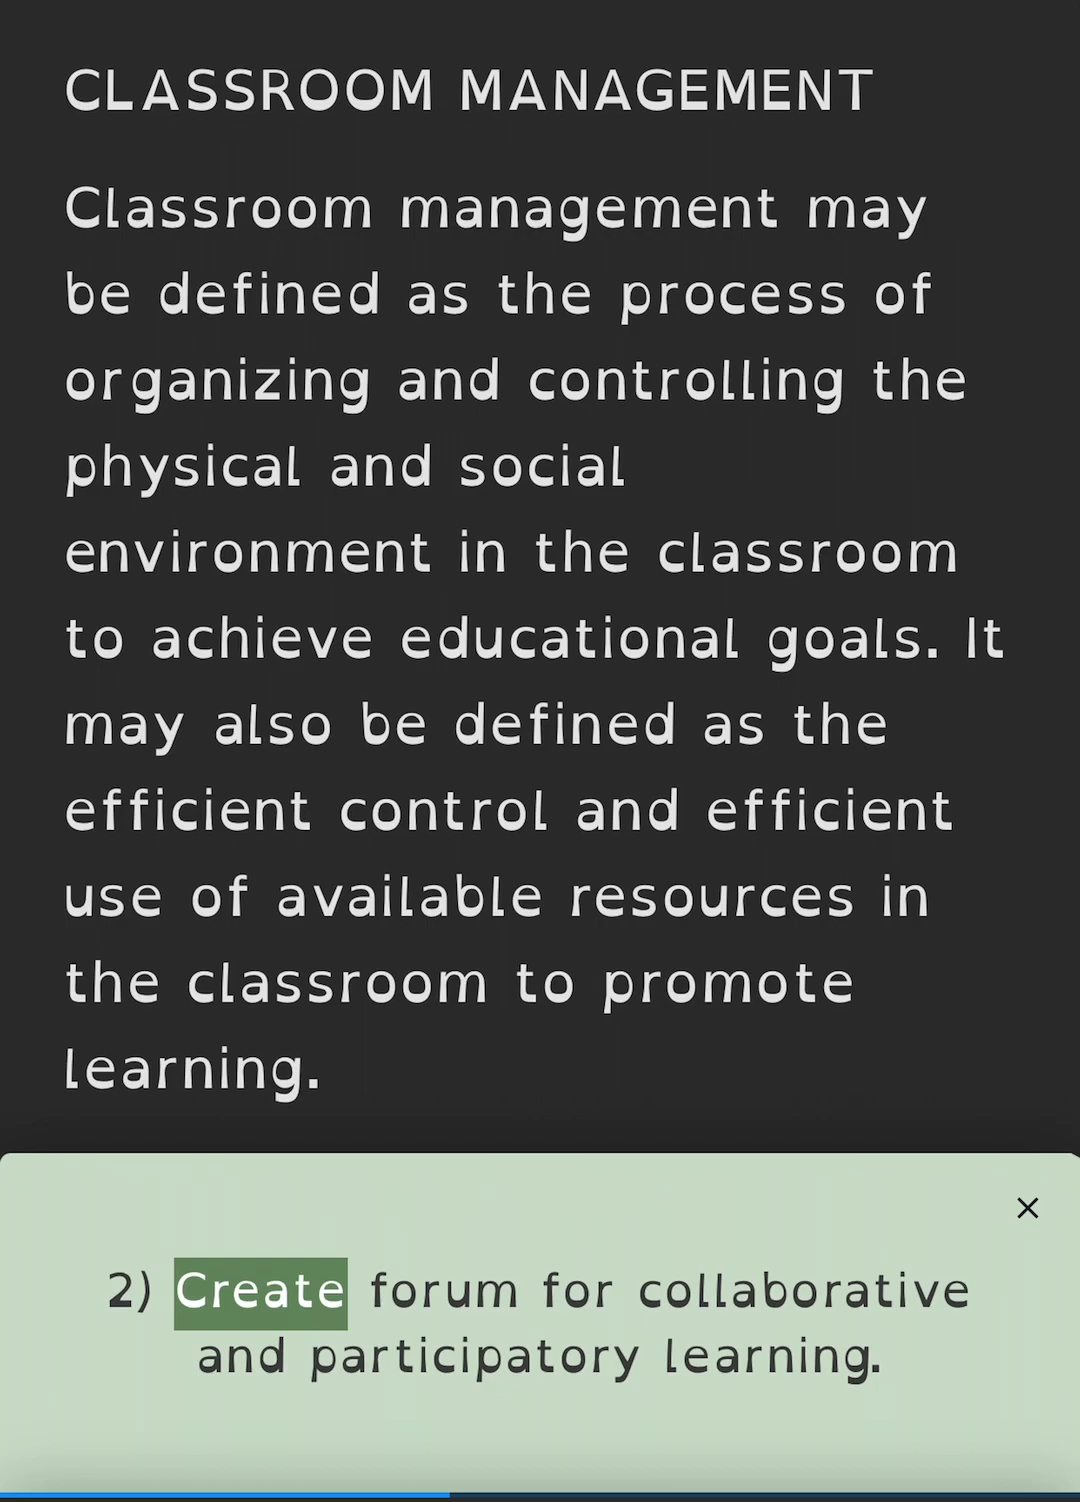 CLASSROOM MANAGEMENT
Classroom management may
be defined as the process of
organizing and controlling the
physical and social
environment in the classroom
to achieve educational goals. It
may also be defined as the
efficient control and efficient
use of available resources in
the classroom to promote
learning.
2) Create forum for collaborative
and participatory learning.